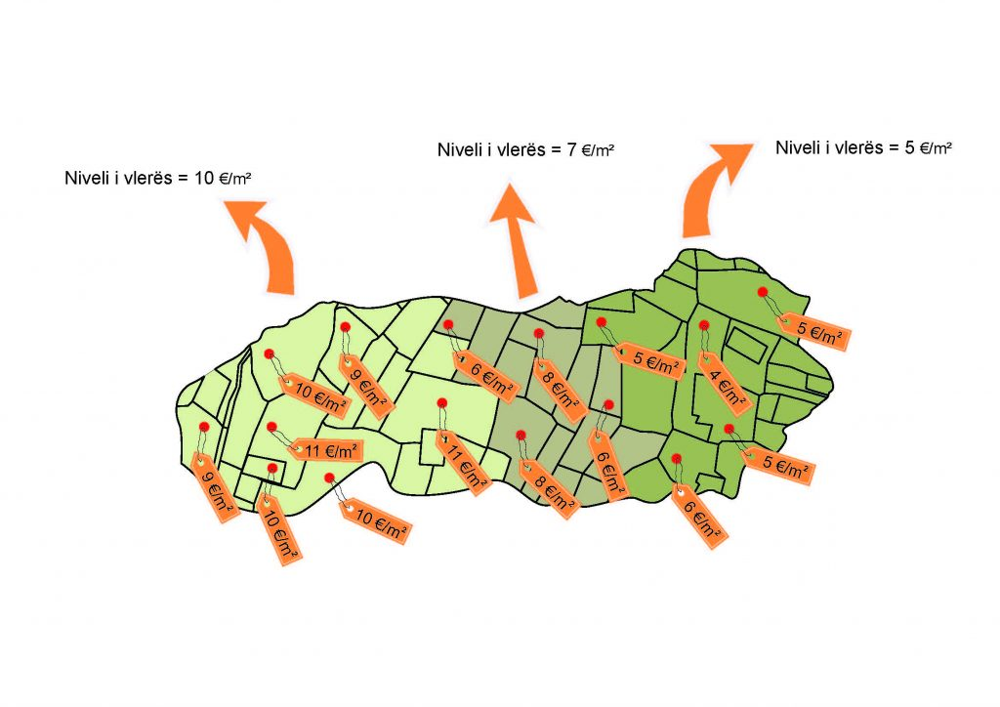 Niveli i vlerës = 10 €/m²
Niveli i vlerës = 7 €/m²
Niveli i vlerës = 5 €/m²
5 €/m²
5 €/m²
4 €/m²
6 €/m²
8 €/m²
9 €/m²
10 €/m²
11 €/m²
11 €/m²
6 €/m²
5 €/m²
9 €/m²
8 €/m²
10 €/m²
10 €/m²
6 €/m²